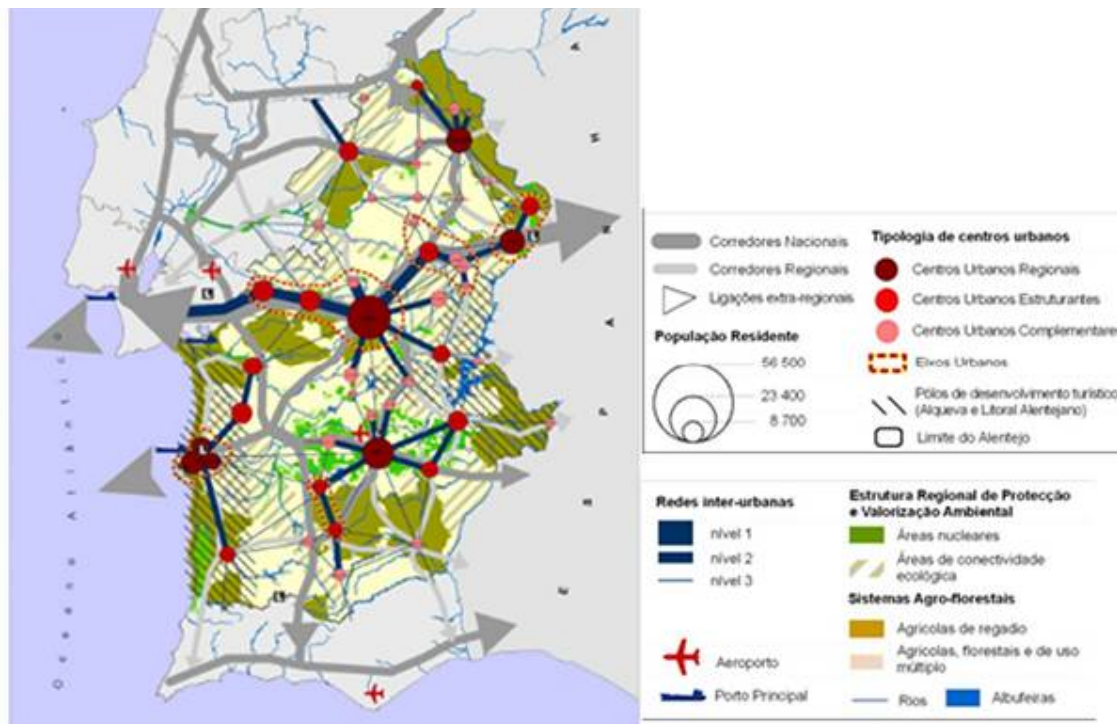 Oceano Atlântico
E S P A N H A
Corredores Nacionais
Corredores Regionais
Ligações extra-regionais
População Residente
56 500
23 400
8 700
Tipologia de centros urbanos
Centros Urbanos Regionais
Centros Urbanos Estruturantes
Centros Urbanos Complementare
Eixos Urbanos
Pólos de desenvolvimento turístico
(Alqueva e Litoral Alentejano)
Limite do Alentejo
Redes inter-urbanas
nível 1
nível 2
nível 3
Aeroporto
Porto Principal
Estrutura Regional de Protecção
e Valorização Ambiental
Áreas nucleares
Áreas de conectividade
ecológica
Sistemas Agro-florestais
Agrícolas de regadio
Agrícolas, florestais e de uso
múltiplo
Rios
Albufeiras